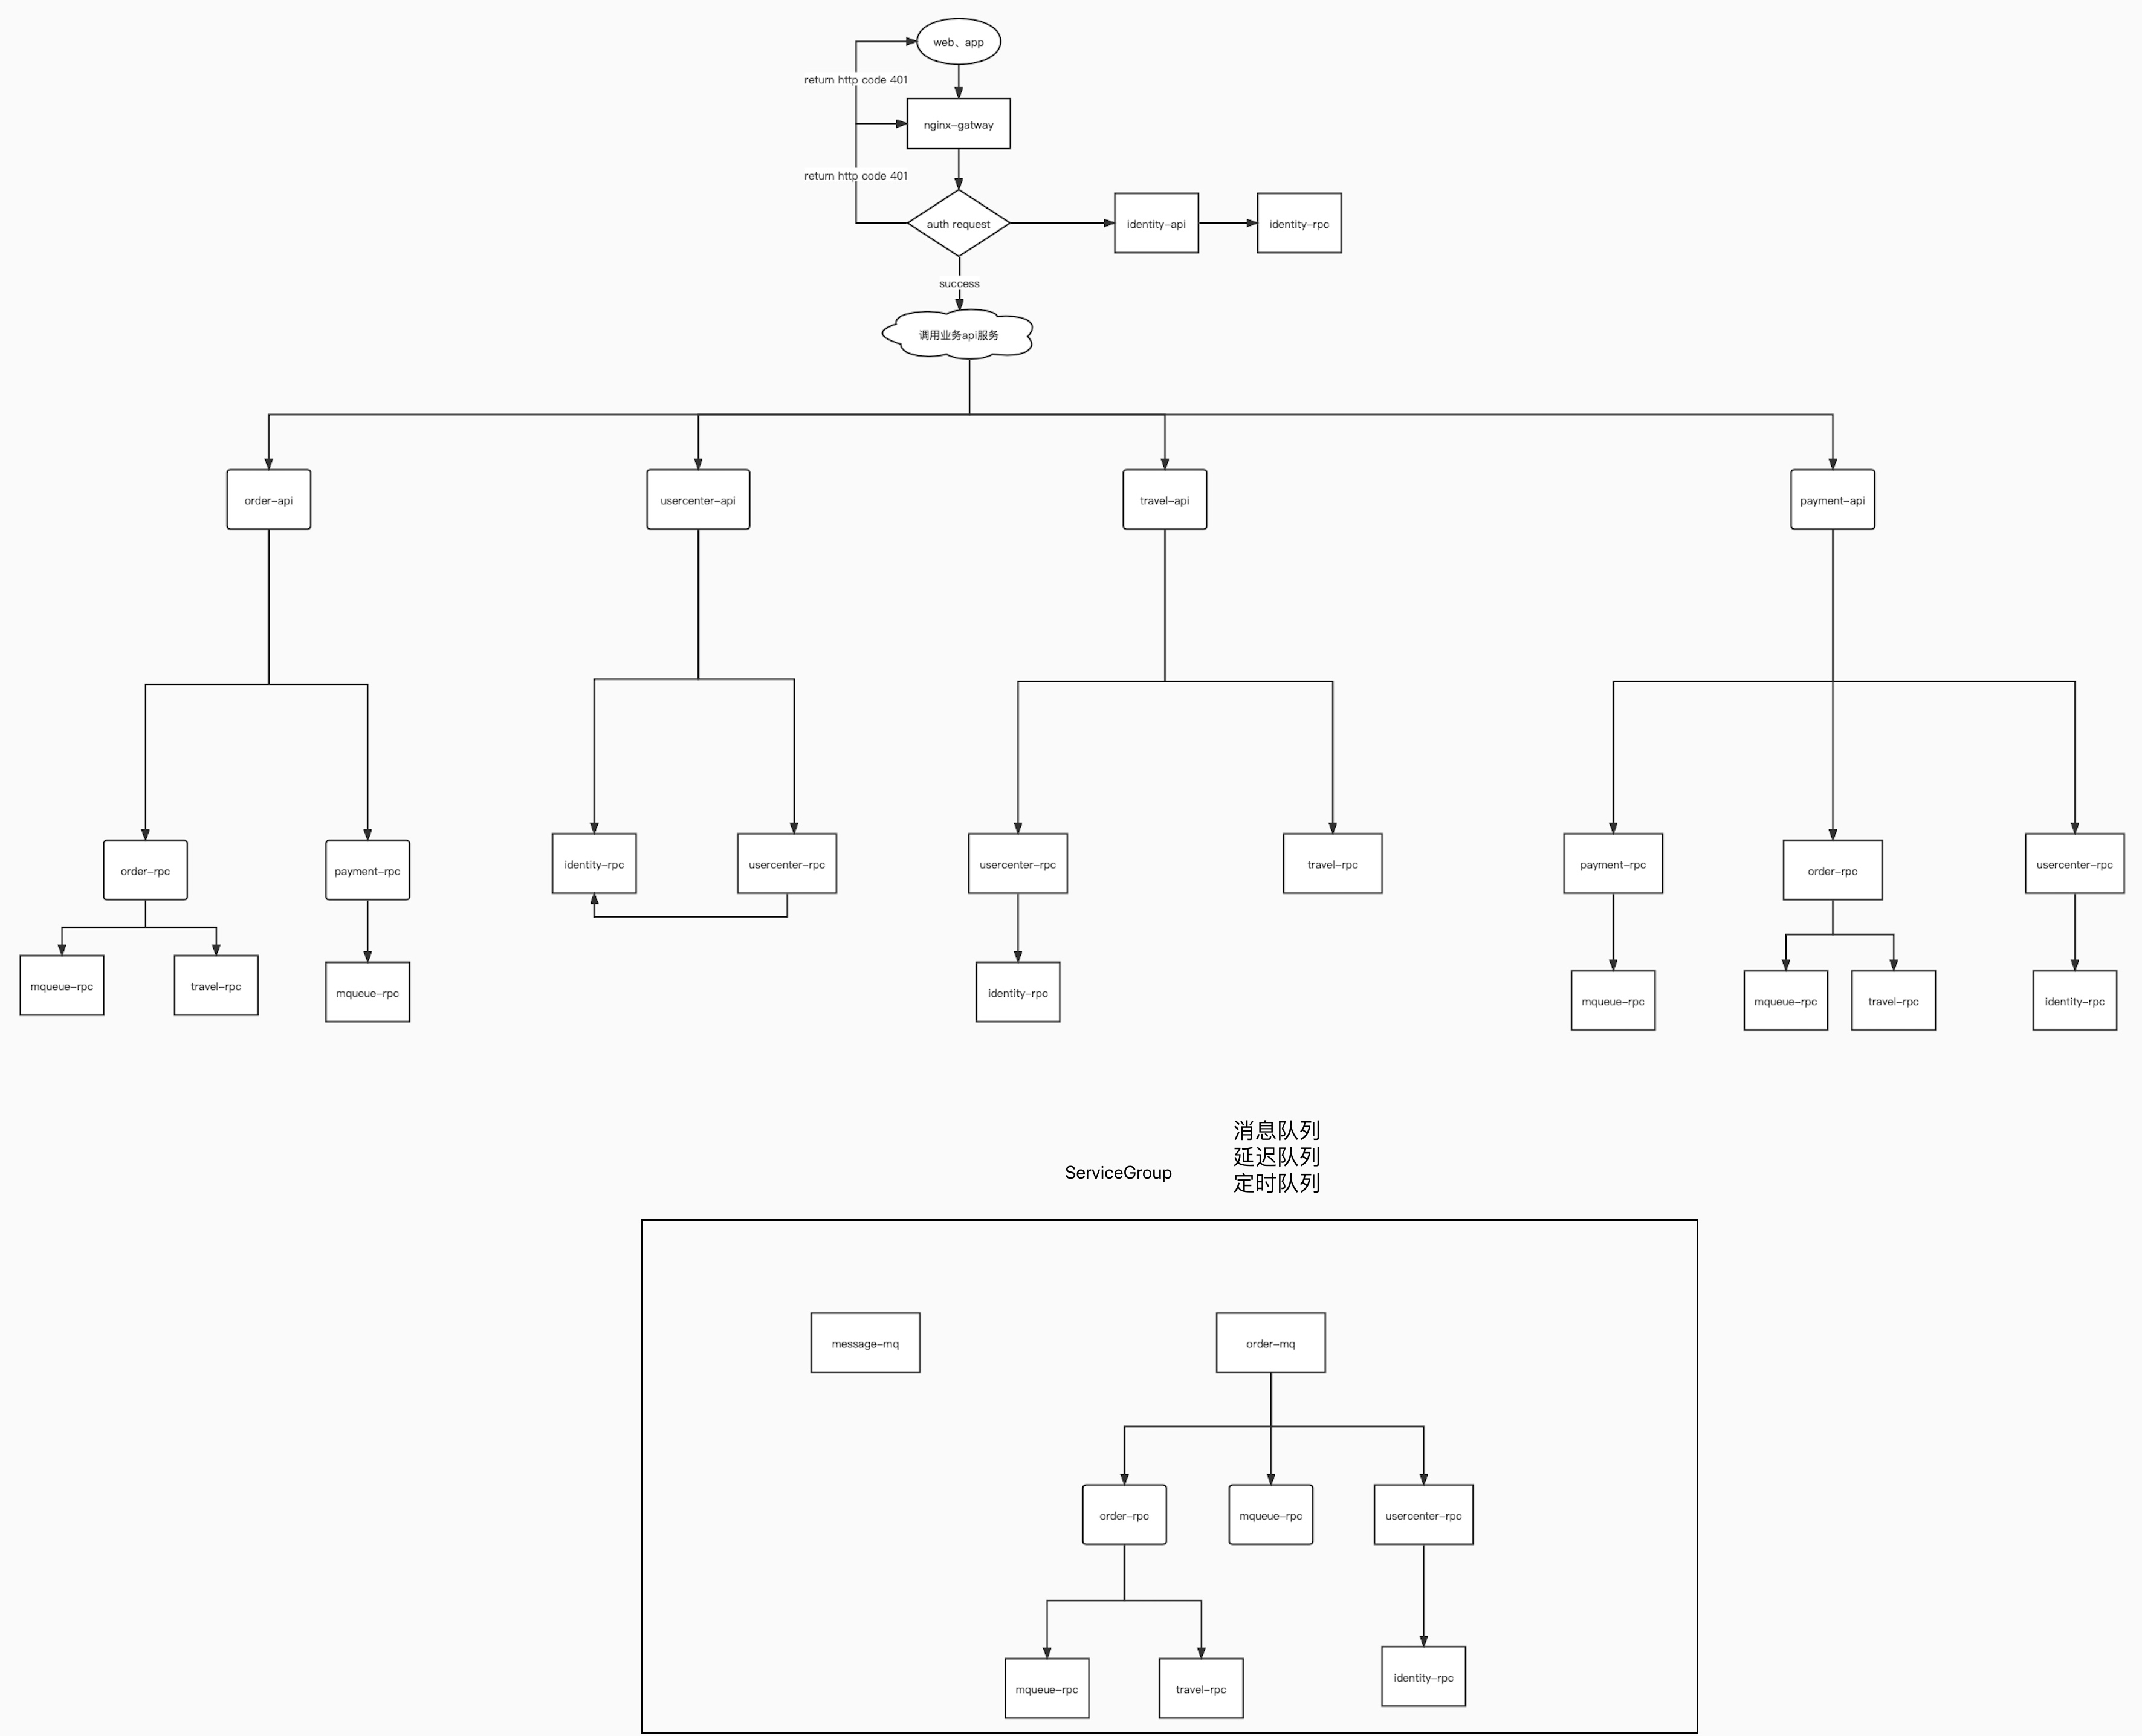 web、app
return http code 401
nginx-gatway
return http code 401
auth request
identity-api
identity-rpc
success
调用业务api服务
order-api
usercenter-api
travel-api
payment-api
order-rpc
payment-rpc
identity-rpc
usercenter-rpc
usercenter-rpc
travel-rpc
payment-rpc
order-rpc
usercenter-rpc
mqueue-rpc
travel-rpc
mqueue-rpc
identity-rpc
mqueue-rpc
mqueue-rpc
travel-rpc
identity-rpc
ServiceGroup
消息队列
延迟队列
定时队列
message-mq
order-mq
order-rpc
mqueue-rpc
usercenter-rpc
mqueue-rpc
travel-rpc
identity-rpc